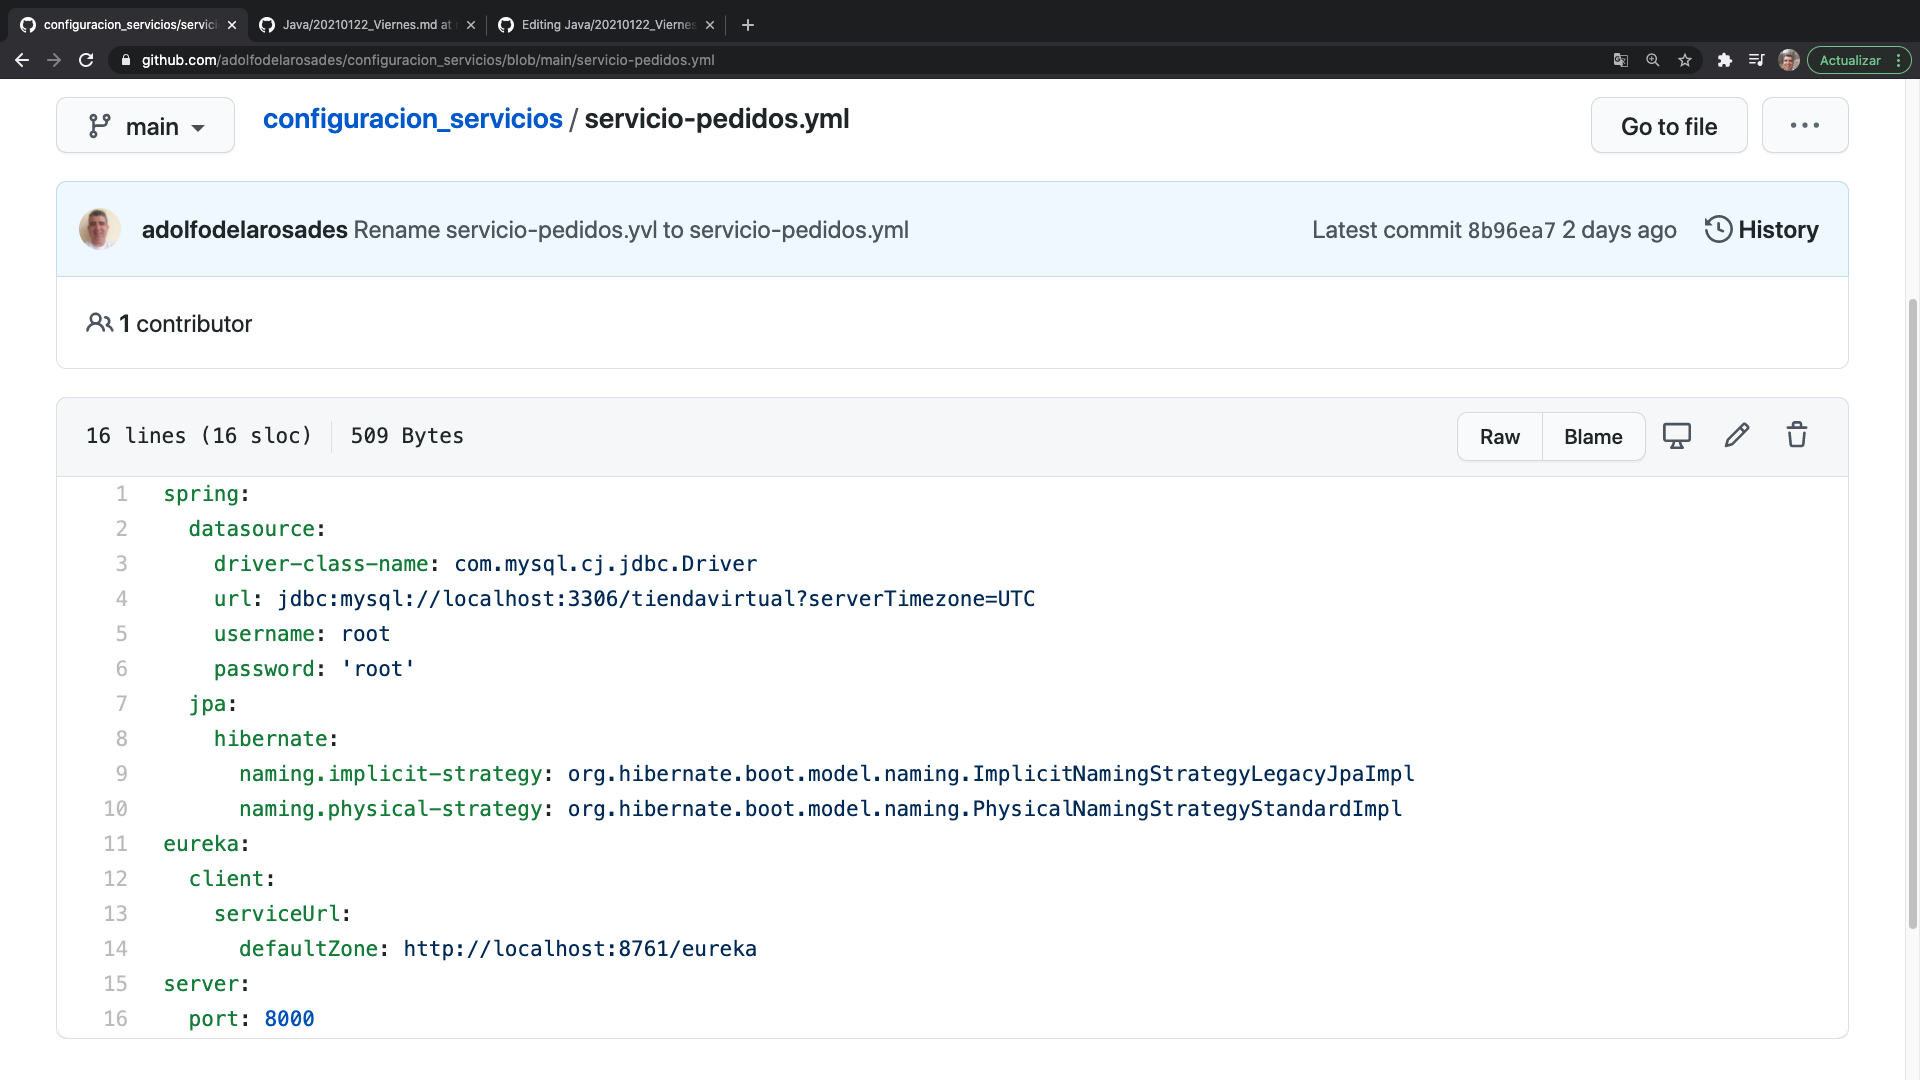 configuracion_servicios/servici
Java/20210122_Viernes.md at
Editing Java/20210122_Viernes
github.com/adolfodelarosades/configuracion_servicios/blob/main/servicio-pedidos.yml
Actualizar
main
configuracion_servicios / servicio-pedidos.yml
Go to file
adolfodelarosades Rename servicio-pedidos.yvl to servicio-pedidos.yml
Latest commit 8b96ea7 2 days ago
History
1 contributor
16 lines (16 sloc)
509 Bytes
Raw
Blame
1 spring:
2   datasource:
3     driver-class-name: com.mysql.cj.jdbc.Driver
4     url: jdbc:mysql://localhost:3306/tiendavirtual?serverTimezone=UTC
5     username: root
6     password: 'root'
7   jpa:
8     hibernate:
9       naming.implicit-strategy: org.hibernate.boot.model.naming.ImplicitNamingStrategyLegacyJpaImpl
10       naming.physical-strategy: org.hibernate.boot.model.naming.PhysicalNamingStrategyStandardImpl
11 eureka:
12   client:
13     serviceUrl:
14       defaultZone: http://localhost:8761/eureka
15 server:
16   port: 8000